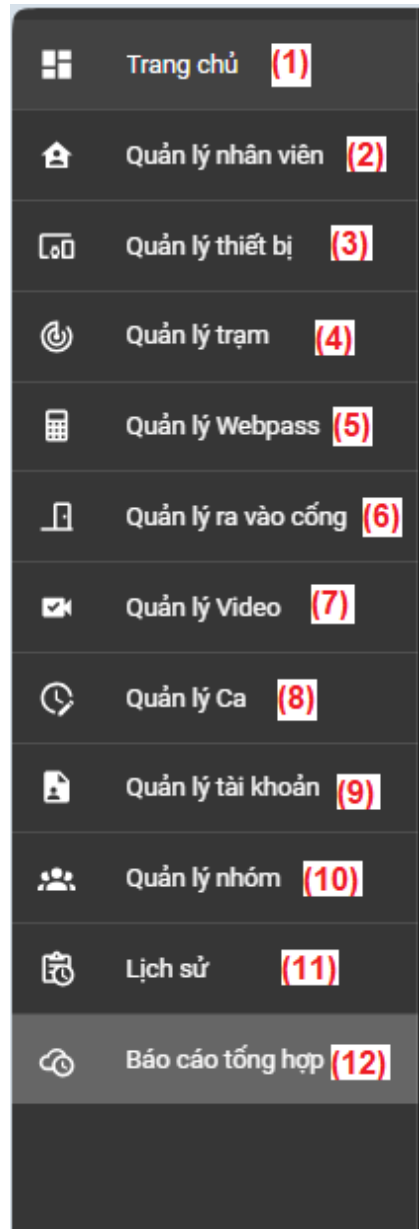 Trang chủ (1)
Quản lý nhân viên (2)
Quản lý thiết bị (3)
Quản lý trạm (4)
Quản lý Webpass (5)
Quản lý ra vào cổng (6)
Quản lý Video (7)
Quản lý Ca (8)
Quản lý tài khoản (9)
Quản lý nhóm (10)
Lịch sử (11)
Báo cáo tổng hợp (12)